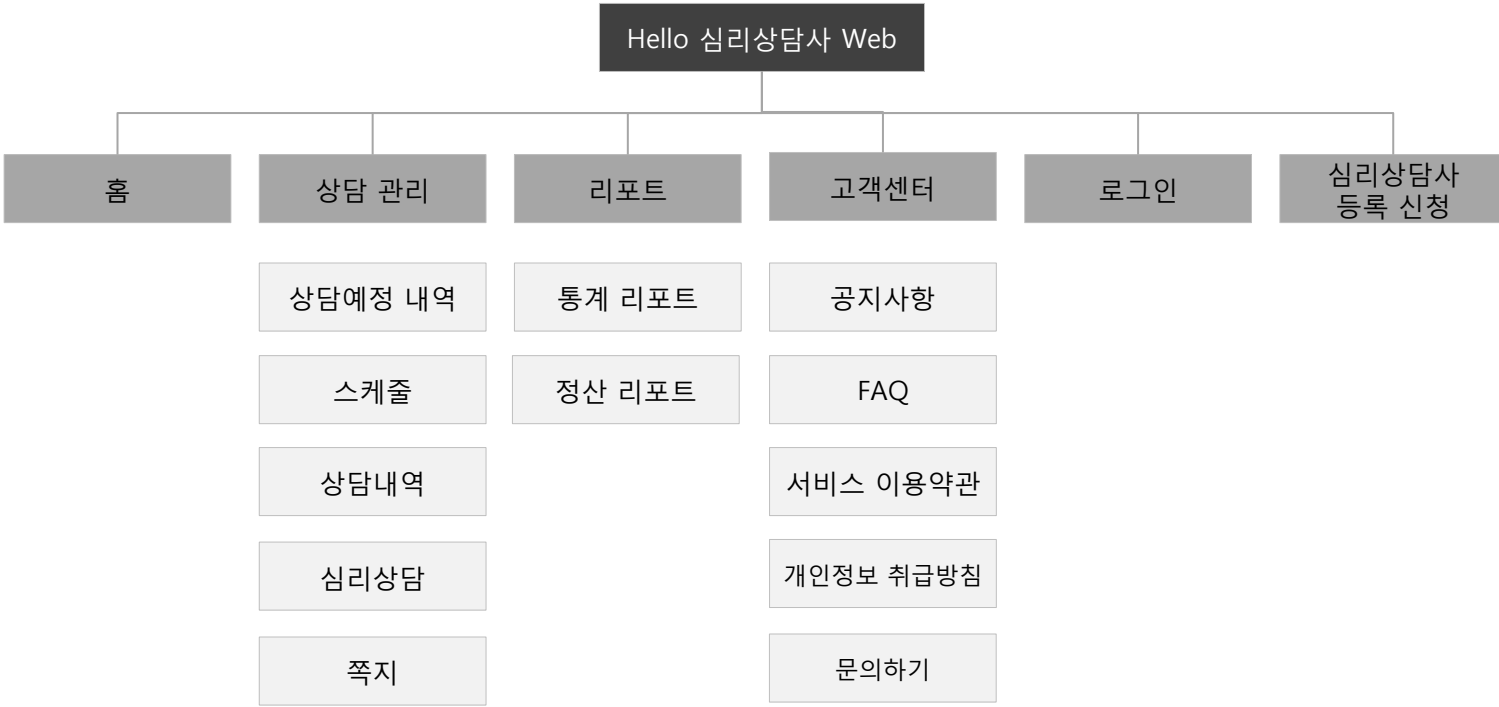 Hello 심리상담사 Web
홈
상담 관리
리포트
고객센터
로그인
심리상담사
등록 신청
상담예정 내역
통계 리포트
공지사항
스케줄
정산 리포트
FAQ
상담내역
서비스 이용약관
심리상담
개인정보 취급방침
쪽지
문의하기